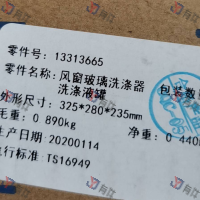 零件号: 13313665
零件名称: 风窗玻璃洗涤器
洗涤液罐
包装数
外形尺寸: 325*280*235mm
毛重: 0 890kg
净重: 0 440
生产日期: 20200114
执行标准: TS16949